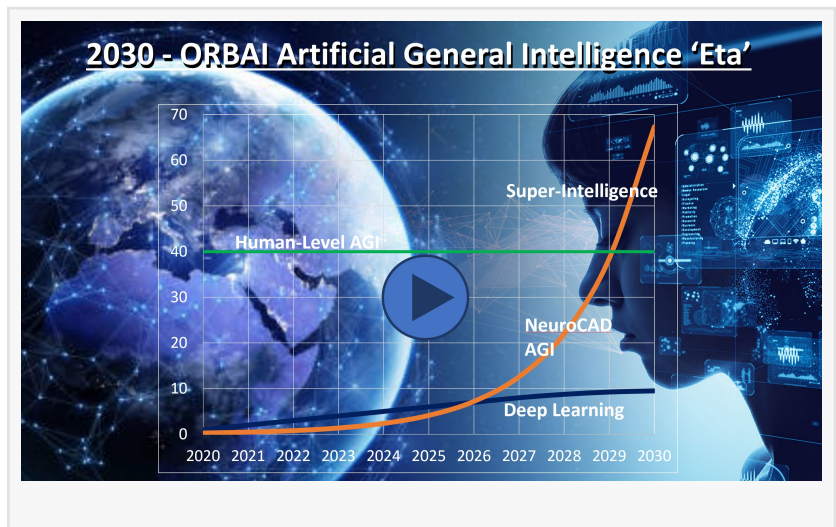 2030 - ORBAI Artificial General Intelligence ‘Eta’
70
60
Super-Intelligence
50
Human-Level AGI
40
30
NeuroCAD
AGI
20
10
Deep Learning
0
2020 2021 2022 2023 2024 2025 2026 2027 2028 2029 2030